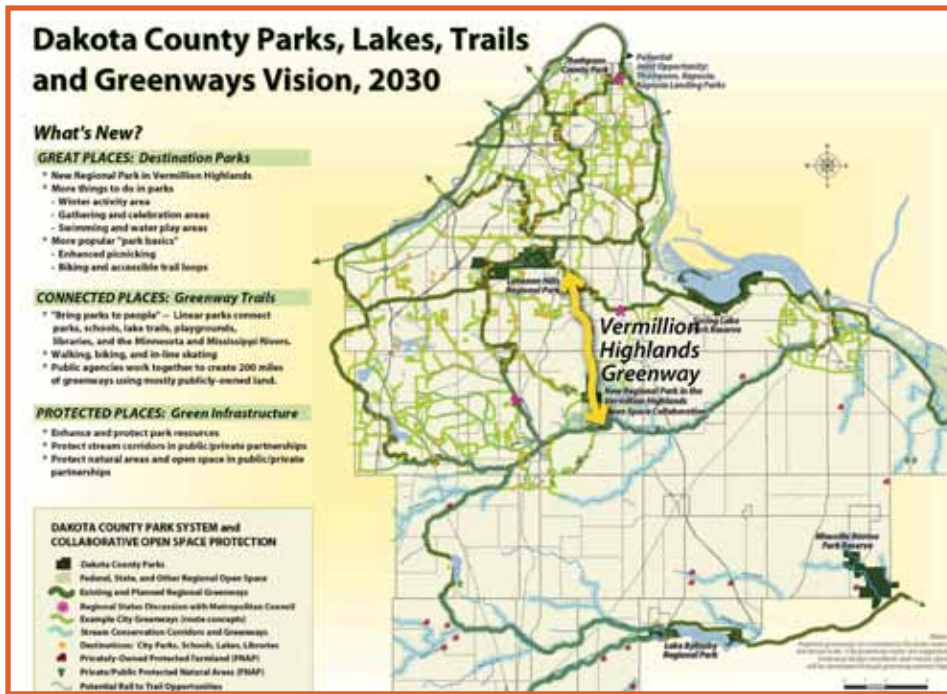 Dakota County Parks, Lakes, Trails
and Greenways Vision, 2030
What's New?
GREAT PLACES: Destination Parks
* New Regional Park in Vermillion Highlands
* More things to do in parks
- Winter activity area
- Gathering and celebration areas
- Swimming and water play areas
* More popular "park basics"
- Enhanced picnicking
- Biking and accessible trail loops
CONNECTED PLACES: Greenway Trails
* "Bring parks to people" — Linear parks connect
parks, schools, lake trails, playgrounds,
libraries, and the Minnesota and Mississippi Rivers.
* Walking, biking, and in-line skating
* Public agencies work together to create 200 miles
of greenways using mostly publicly-owned land.
PROTECTED PLACES: Green Infrastructure
* Enhance and protect park resources
* Protect stream corridors in public/private partnerships
* Protect natural areas and open space in public/private
partnerships
DAKOTA COUNTY PARK SYSTEM and
COLLABORATIVE OPEN SPACE PROTECTION
Dakota County Parks
Federal, State, and Other Regional Open Space
Existing and Planned Regional Greenways
Regional Status Discussion with Metropolitan Council
Example City Greenways (route concepts)
Stream Conservation Corridors and Greenways
Destinations: City Parks, Schools, Lakes, Libraries
Privately-Owned Protected Farmland (FNAP)
Private/Public Protected Natural Areas (FNAP)
Potential Rail to Trail Opportunities
Thompson
County Park
Potential
Joint Opportunity:
Thompson, Kaposia,
Kaposia Landing Parks
Lebanon Hills
Regional Park
Spring Lake
Park Reserve
Vermillion
Highlands
Greenway
New Regional Park in the
Vermillion Highlands
Open Space Collaboration
Miesville Ravine
Park Reserve
Lake Byllesby
Regional Park